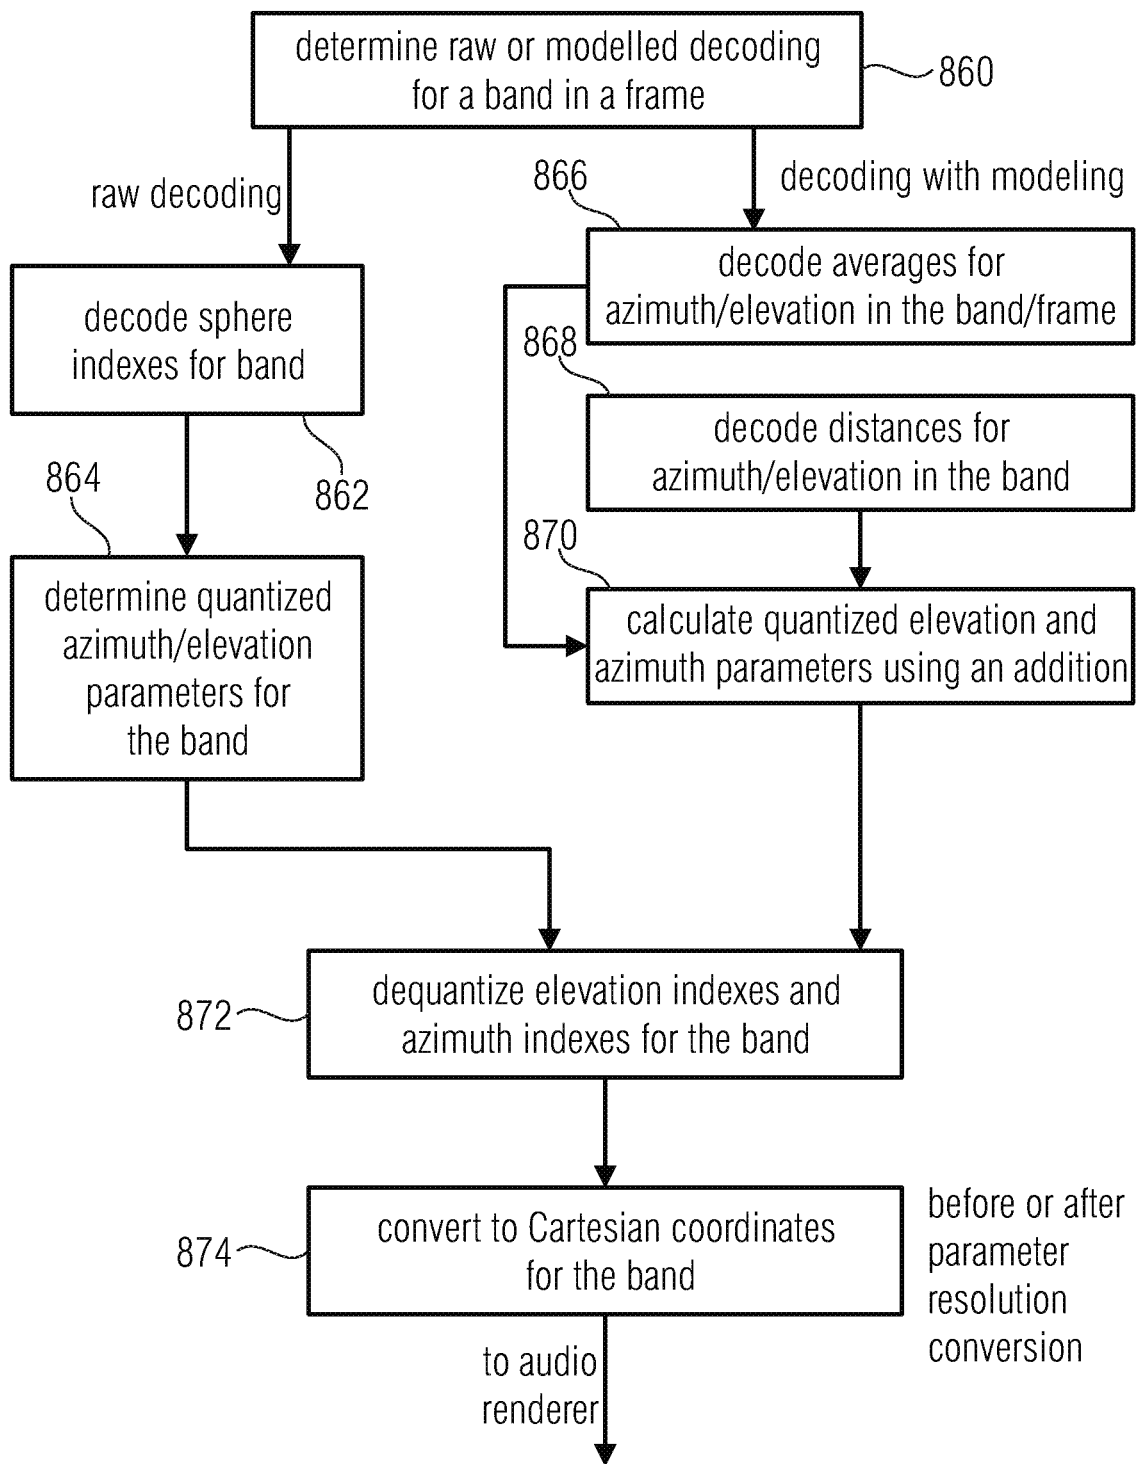 determine raw or modelled decoding
for a band in a frame
860
raw decoding
866
decoding with modeling
decode averages for
azimuth/elevation in the band/frame
decode sphere
indexes for band
868
decode distances for
azimuth/elevation in the band
864
862
870
determine quantized
azimuth/elevation
parameters for
the band
calculate quantized elevation and
azimuth parameters using an addition
872
dequantize elevation indexes and
azimuth indexes for the band
874
convert to Cartesian coordinates
for the band
before or after
parameter
resolution
conversion
to audio
renderer